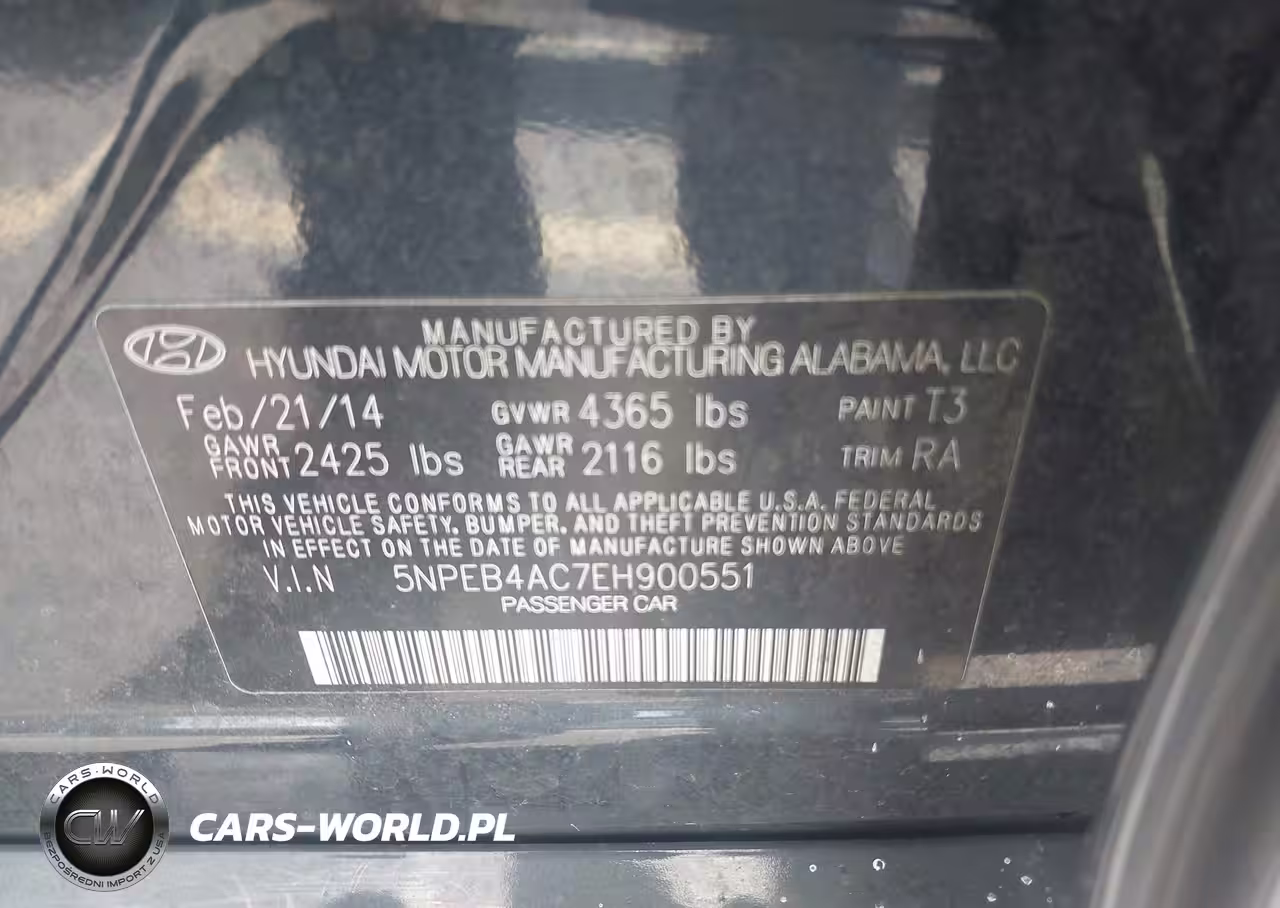 MANUFACTURED BY
HYUNDAI MOTOR MANUFACTURING ALABAMA, LLC
Feb/21/14 GVWR 4365 lbs PAINT T3
GAWR FRONT 2425 lbs GAWR REAR 2116 lbs TRIM RA
THIS VEHICLE CONFORMS TO ALL APPLICABLE U.S.A. FEDERAL
MOTOR VEHICLE SAFETY, BUMPER, AND THEFT PREVENTION STANDARDS
IN EFFECT ON THE DATE OF MANUFACTURE SHOWN ABOVE
V.I.N 5NPEB4AC7EH900551
PASSENGER CAR
CARS-WORLD
CW
BEZPOŚREDNI IMPORT Z USA
CARS-WORLD.PL